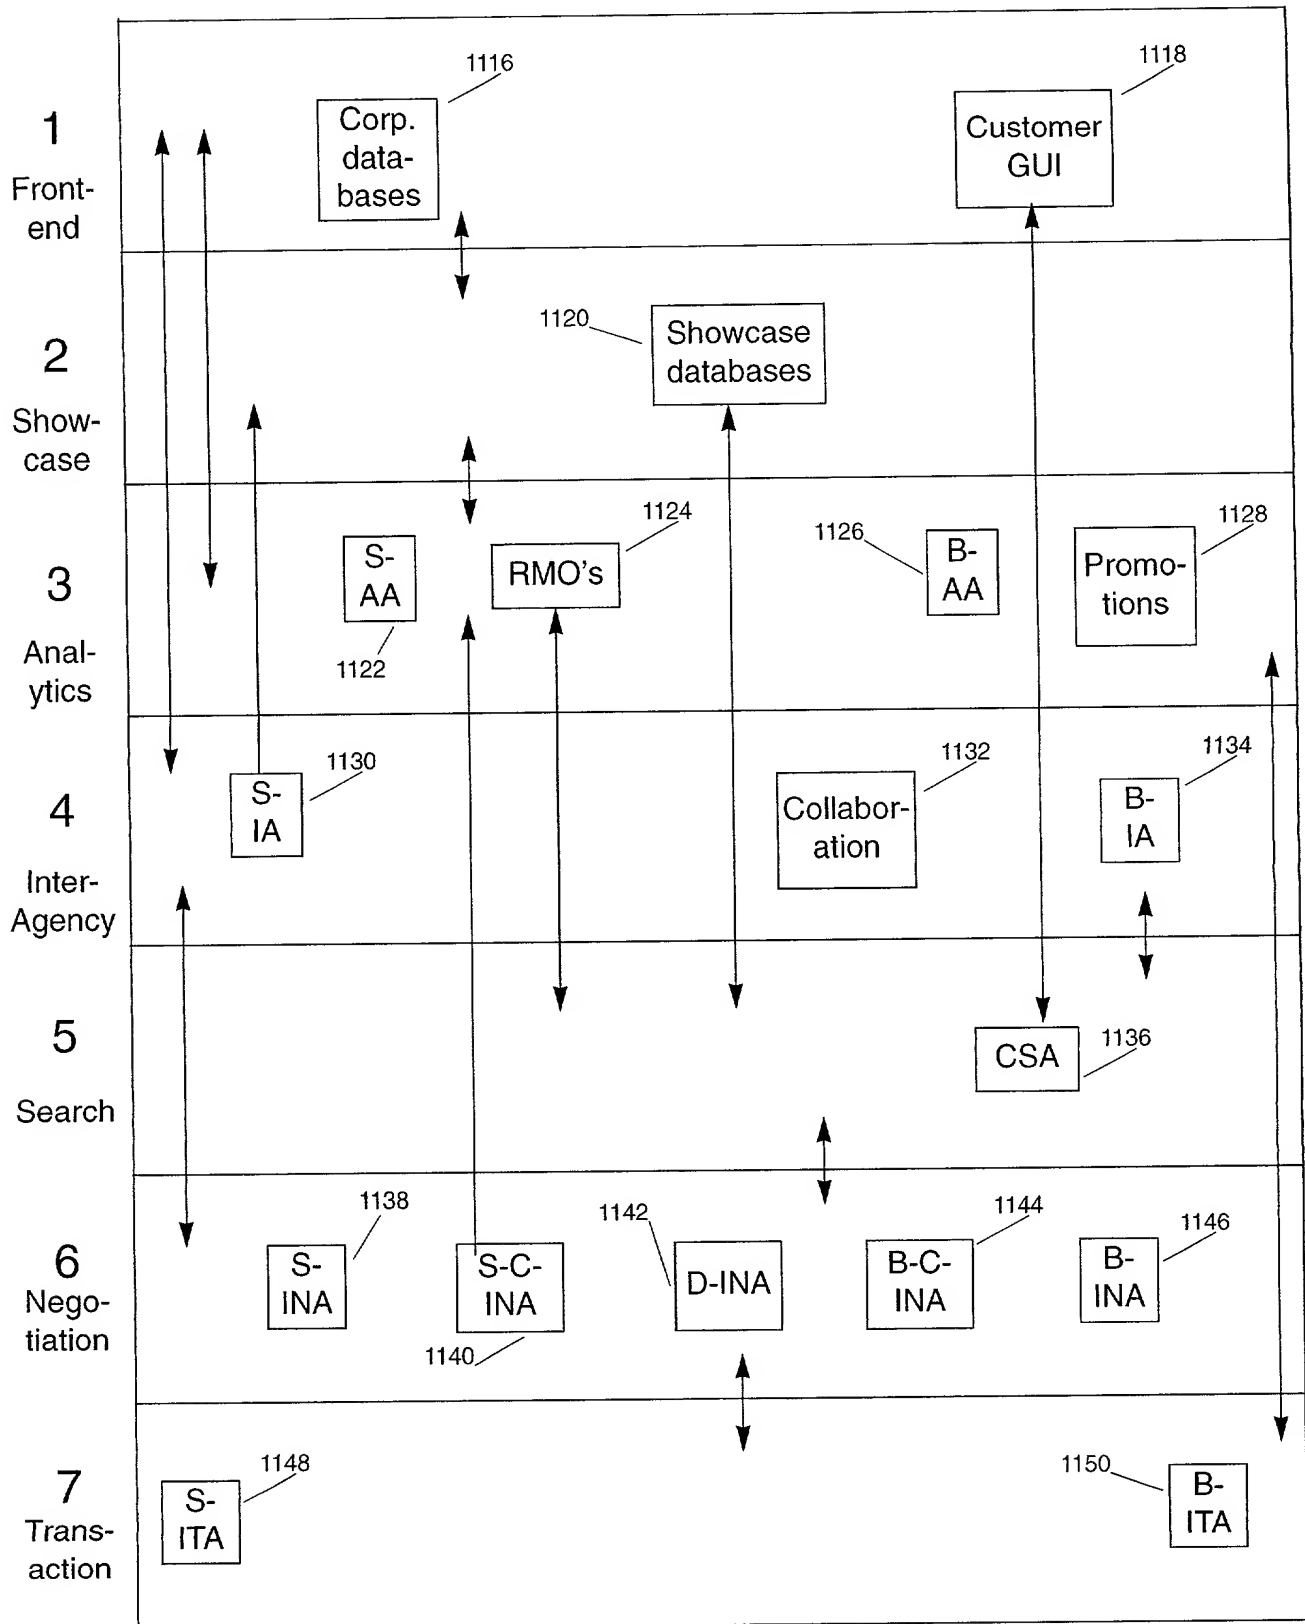 1116
1118
1
Front-
end
Corp.
data-
bases
Customer
GUI
2
Show-
case
1120
Showcase
databases
3
Anal-
ytics
S-
AA
1122
RMO's
1124
1126
B-
AA
Promo-
tions
1128
4
Inter-
Agency
S-
IA
1130
Collabor-
ation
1132
B-
IA
1134
5
Search
CSA
1136
6
Nego-
tiation
S-
INA
1138
S-C-
INA
1140
1142
D-INA
B-C-
INA
1144
B-
INA
1146
7
Trans-
action
S-
ITA
1148
1150
B-
ITA